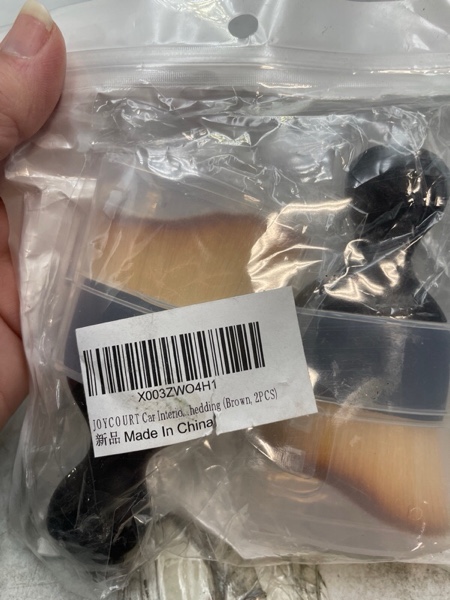 X003ZWO4H1
JOYCOURT Car Interio...hedding (Brown, 2PCS)
新品 Made In China